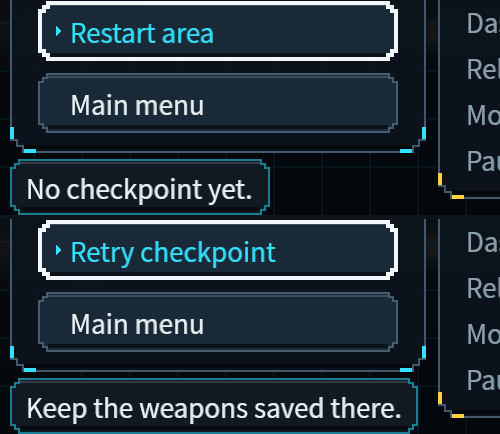 Restart area
Main menu
No checkpoint yet.
Retry checkpoint
Main menu
Keep the weapons saved there.